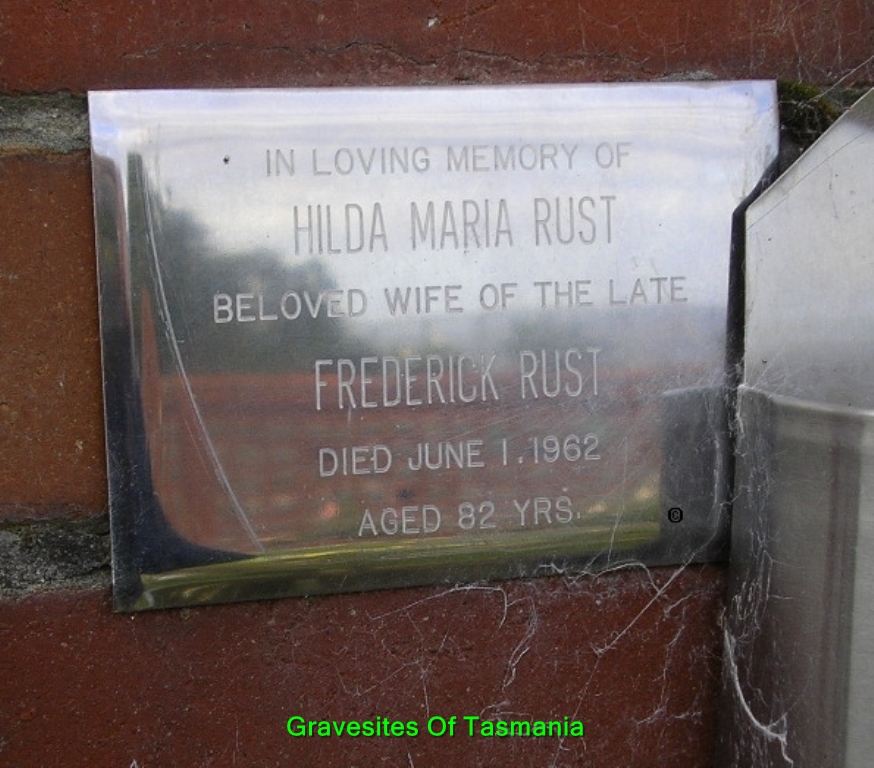 IN LOVING MEMORY OF
HILDA MARIA RUST
BELOVED WIFE OF THE LATE
FREDERICK RUST
DIED JUNE 1.1962
AGED 82 YRS.
©
Gravesites Of Tasmania